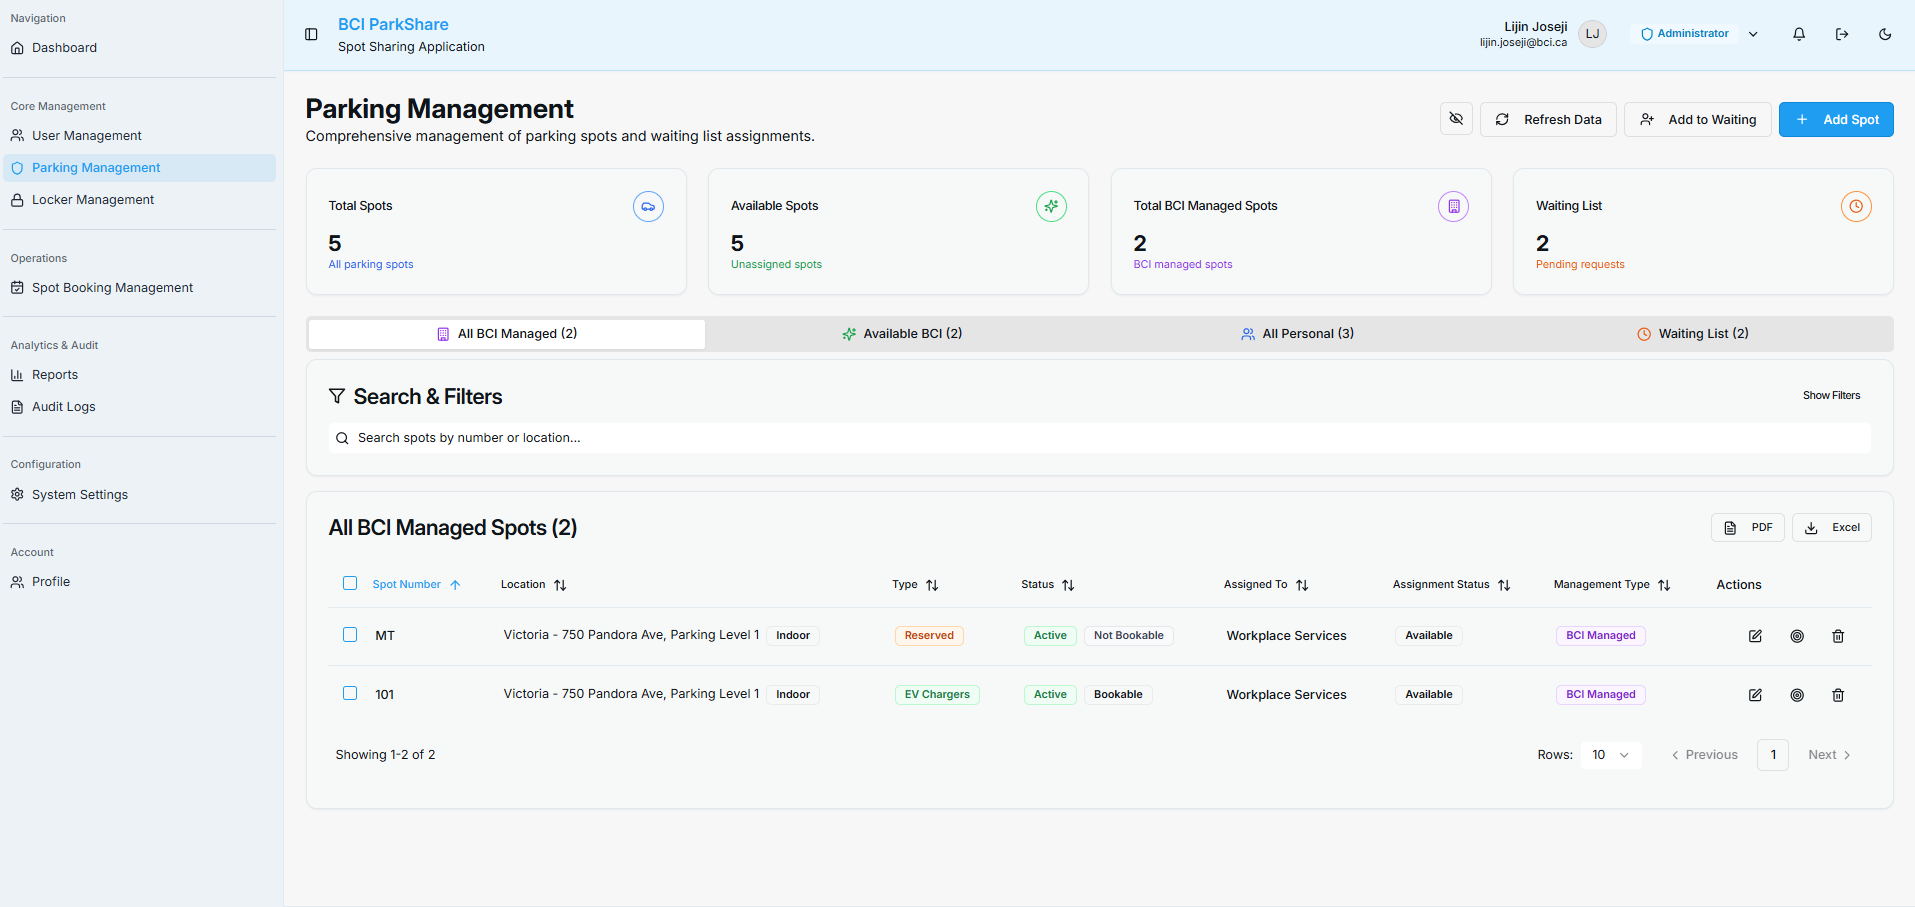 Navigation
Dashboard
Core Management
User Management
Parking Management
Locker Management
Operations
Spot Booking Management
Analytics & Audit
Reports
Audit Logs
Configuration
System Settings
Account
Profile
BCI ParkShare
Spot Sharing Application
Lijin Joseji
lijin.joseji@bci.ca
LJ
Administrator
Parking Management
Comprehensive management of parking spots and waiting list assignments.
Refresh Data
Add to Waiting
Add Spot
Total Spots
5
All parking spots
Available Spots
5
Unassigned spots
Total BCI Managed Spots
2
BCI managed spots
Waiting List
2
Pending requests
All BCI Managed (2)
Available BCI (2)
All Personal (3)
Waiting List (2)
Search & Filters
Show Filters
Search spots by number or location...
All BCI Managed Spots (2)
PDF
Excel
Spot Number Location Type Status Assigned To Assignment Status Management Type Actions
MT Victoria - 750 Pandora Ave, Parking Level 1 Indoor Reserved Active Not Bookable Workplace Services Available BCI Managed
101 Victoria - 750 Pandora Ave, Parking Level 1 Indoor EV Chargers Active Bookable Workplace Services Available BCI Managed
Showing 1-2 of 2
Rows: 10
Previous 1 Next